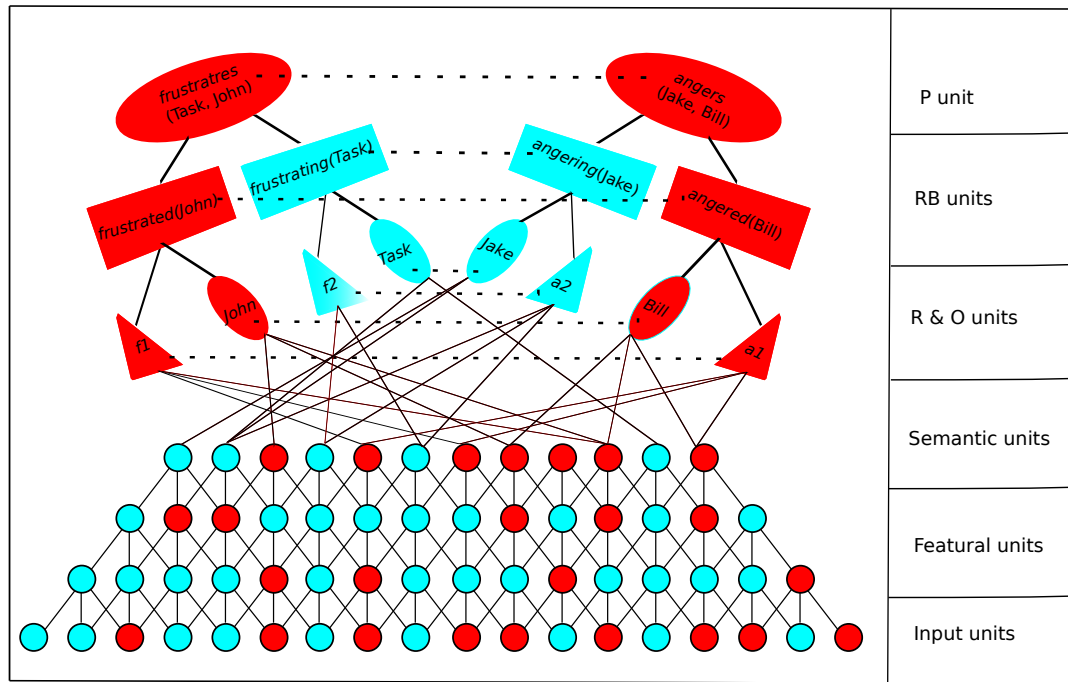 frustratres
(Task, John)
angers
(Jake, Bill)
P unit
frustrating(Task)
angering(Jake)
frustrated(John)
angered(Bill)
RB units
Task
Jake
f2
a2
John
Bill
R & O units
f1
a1
Semantic units
Featural units
Input units